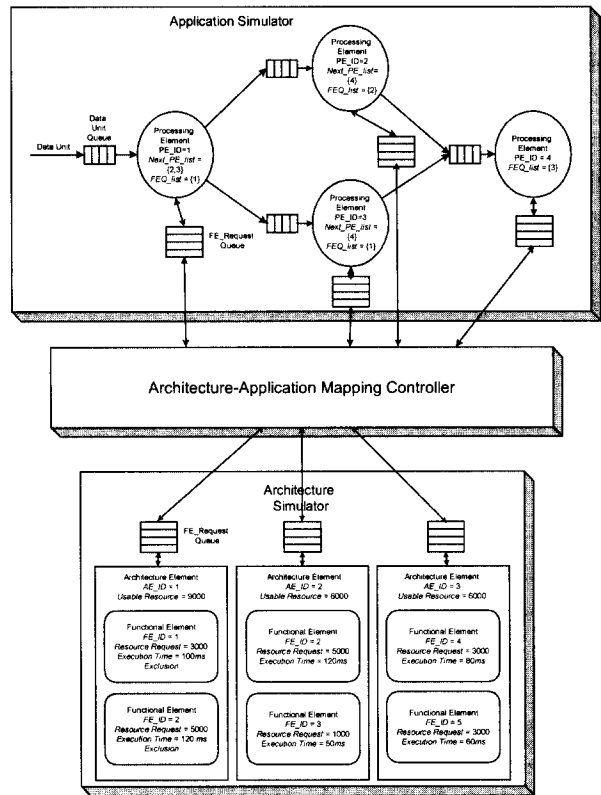 Application Simulator
Processing
Element
PE_ID=2
Next_PE_list=
{4}
FEQ_list = {2}
Data
Unit
Queue
Data Unit
Processing
Element
PE_ID=1
Next_PE_list =
{2,3}
FEQ_list = {1}
Processing
Element
PE_ID = 4
FEQ_list = {3}
Processing
Element
PE_ID=3
Next_PE_list =
{4}
FEQ_list = {1}
FE_Request
Queue
Architecture-Application Mapping Controller
Architecture
Simulator
FE_Request
Queue
Architecture Element
AE_ID = 1
Usable Resource = 9000
Functional Element
FE_ID = 1
Resource Request = 3000
Execution Time = 100ms
Exclusion
Functional Element
FE_ID = 2
Resource Request = 5000
Execution Time = 120 ms
Exclusion
Architecture Element
AE_ID = 2
Usable Resource = 6000
Functional Element
FE_ID = 2
Resource Request = 5000
Execution Time = 120ms
Functional Element
FE_ID = 3
Resource Request = 1000
Execution Time = 50ms
Architecture Element
AE_ID = 3
Usable Resource = 6000
Functional Element
FE_ID = 4
Resource Request = 3000
Execution Time = 80ms
Functional Element
FE_ID = 5
Resource Request = 3000
Execution Time = 60ms